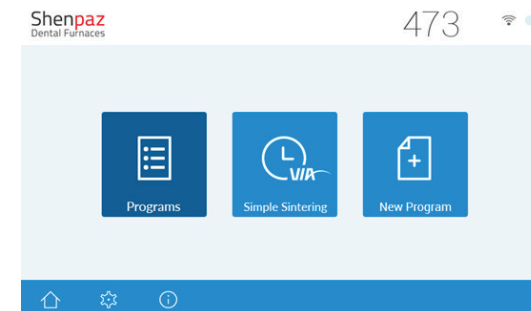 Shenpaz
Dental Furnaces
473
VIA
Programs
Simple Sintering
New Program